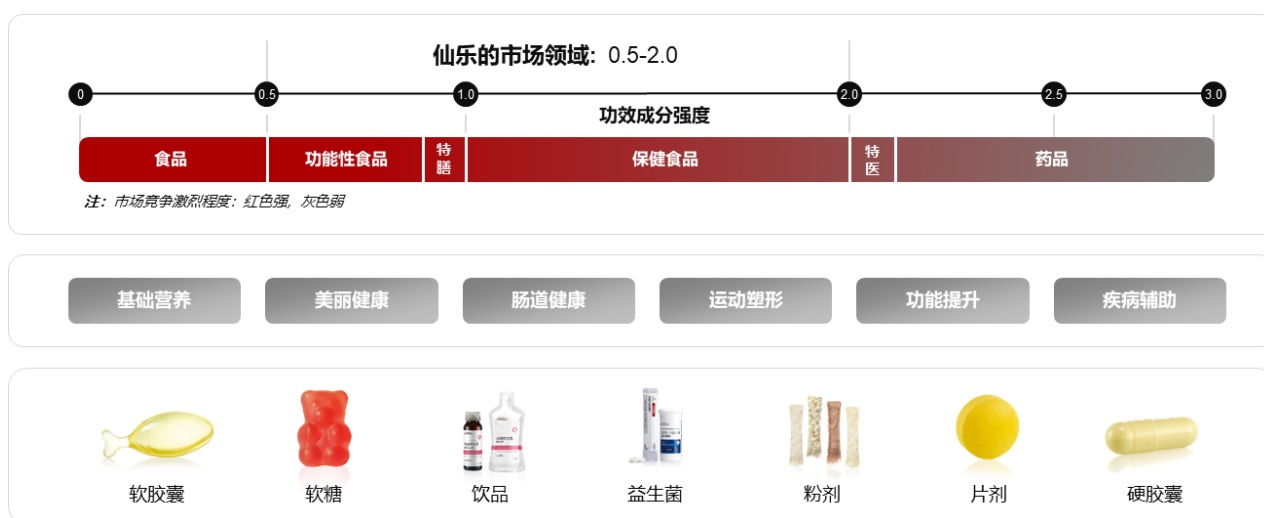 仙乐的市场领域：0.5-2.0
0 0.5 1.0 2.0 2.5 3.0
功效成分强度
食品 功能性食品 特膳 保健食品 特医 药品
注：市场竞争激烈程度：红色强，灰色弱
基础营养 美丽健康 肠道健康 运动塑形 功能提升 疾病辅助
软胶囊 软糖 饮品 益生菌 粉剂 片剂 硬胶囊